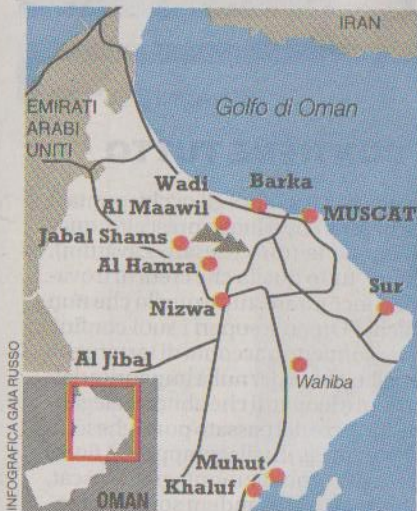 IRAN
EMIRATI
ARABI
UNITI
Golfo di Oman
Wadi
Al Maawil
Barka
MUSCAT
Jabal Shams
Al Hamra
Nizwa
Sur
Al Jibal
Wahiba
Muhut
Khaluf
OMAN
INFOGRAFICA GAIA RUSSO